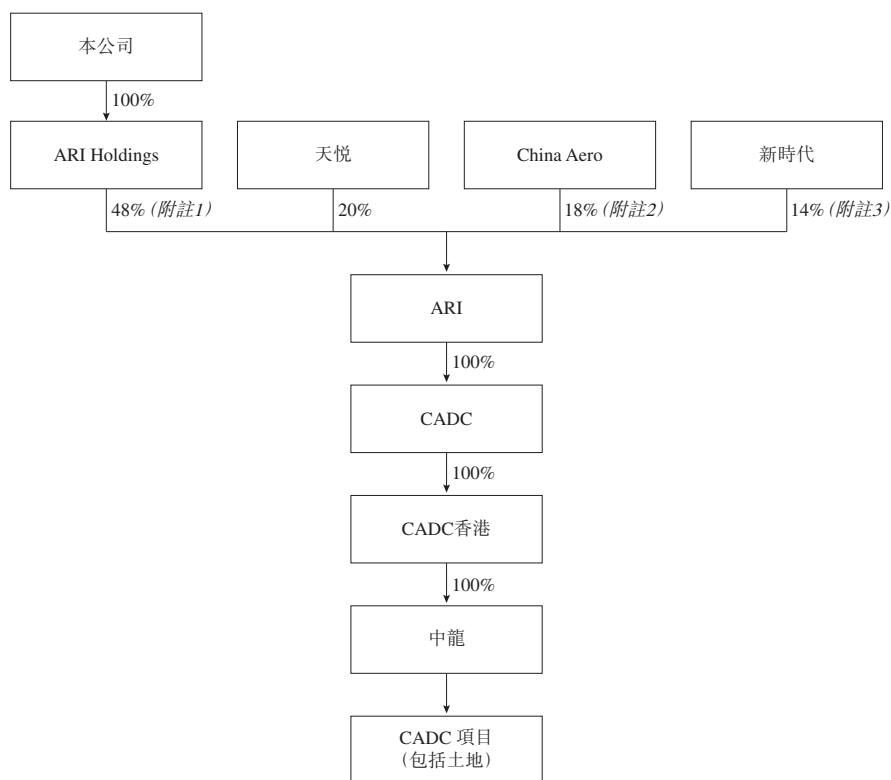 本公司
100%
ARI Holdings
天悦
China Aero
新時代
48% (附註1)
20%
18% (附註2)
14% (附註3)
ARI
100%
CADC
100%
CADC香港
100%
中龍
CADC 項目
(包括土地)